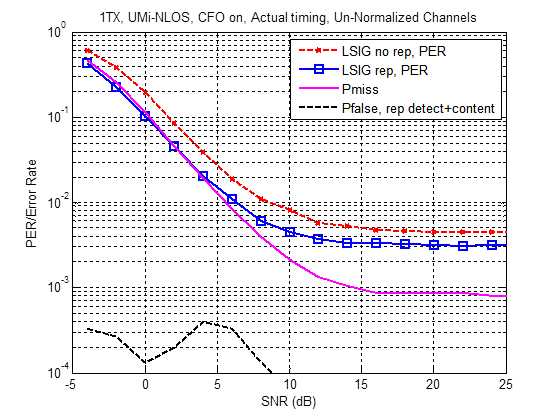 1TX, UMi-NLOS, CFO on, Actual timing, Un-Normalized Channels
10^0
10^-1
10^-2
10^-3
10^-4
PER/Error Rate
LSIG no rep, PER
LSIG rep, PER
Pmiss
Pfalse, rep detect+content
-5
0
5
10
15
20
25
SNR (dB)